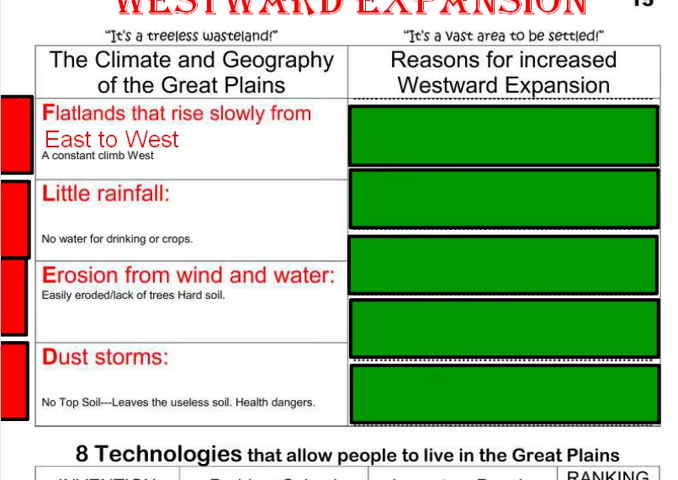 WESTWARD EXPANSION
15
"It's a treeless wasteland!"
"It's a vast area to be settled!"
The Climate and Geography
of the Great Plains
Reasons for increased
Westward Expansion
Flatlands that rise slowly from
East to West
A constant climb West
Little rainfall:
No water for drinking or crops.
Erosion from wind and water:
Easily eroded/lack of trees Hard soil.
Dust storms:
No Top Soil---Leaves the useless soil. Health dangers.
8 Technologies that allow people to live in the Great Plains
INVENTION
RANKING